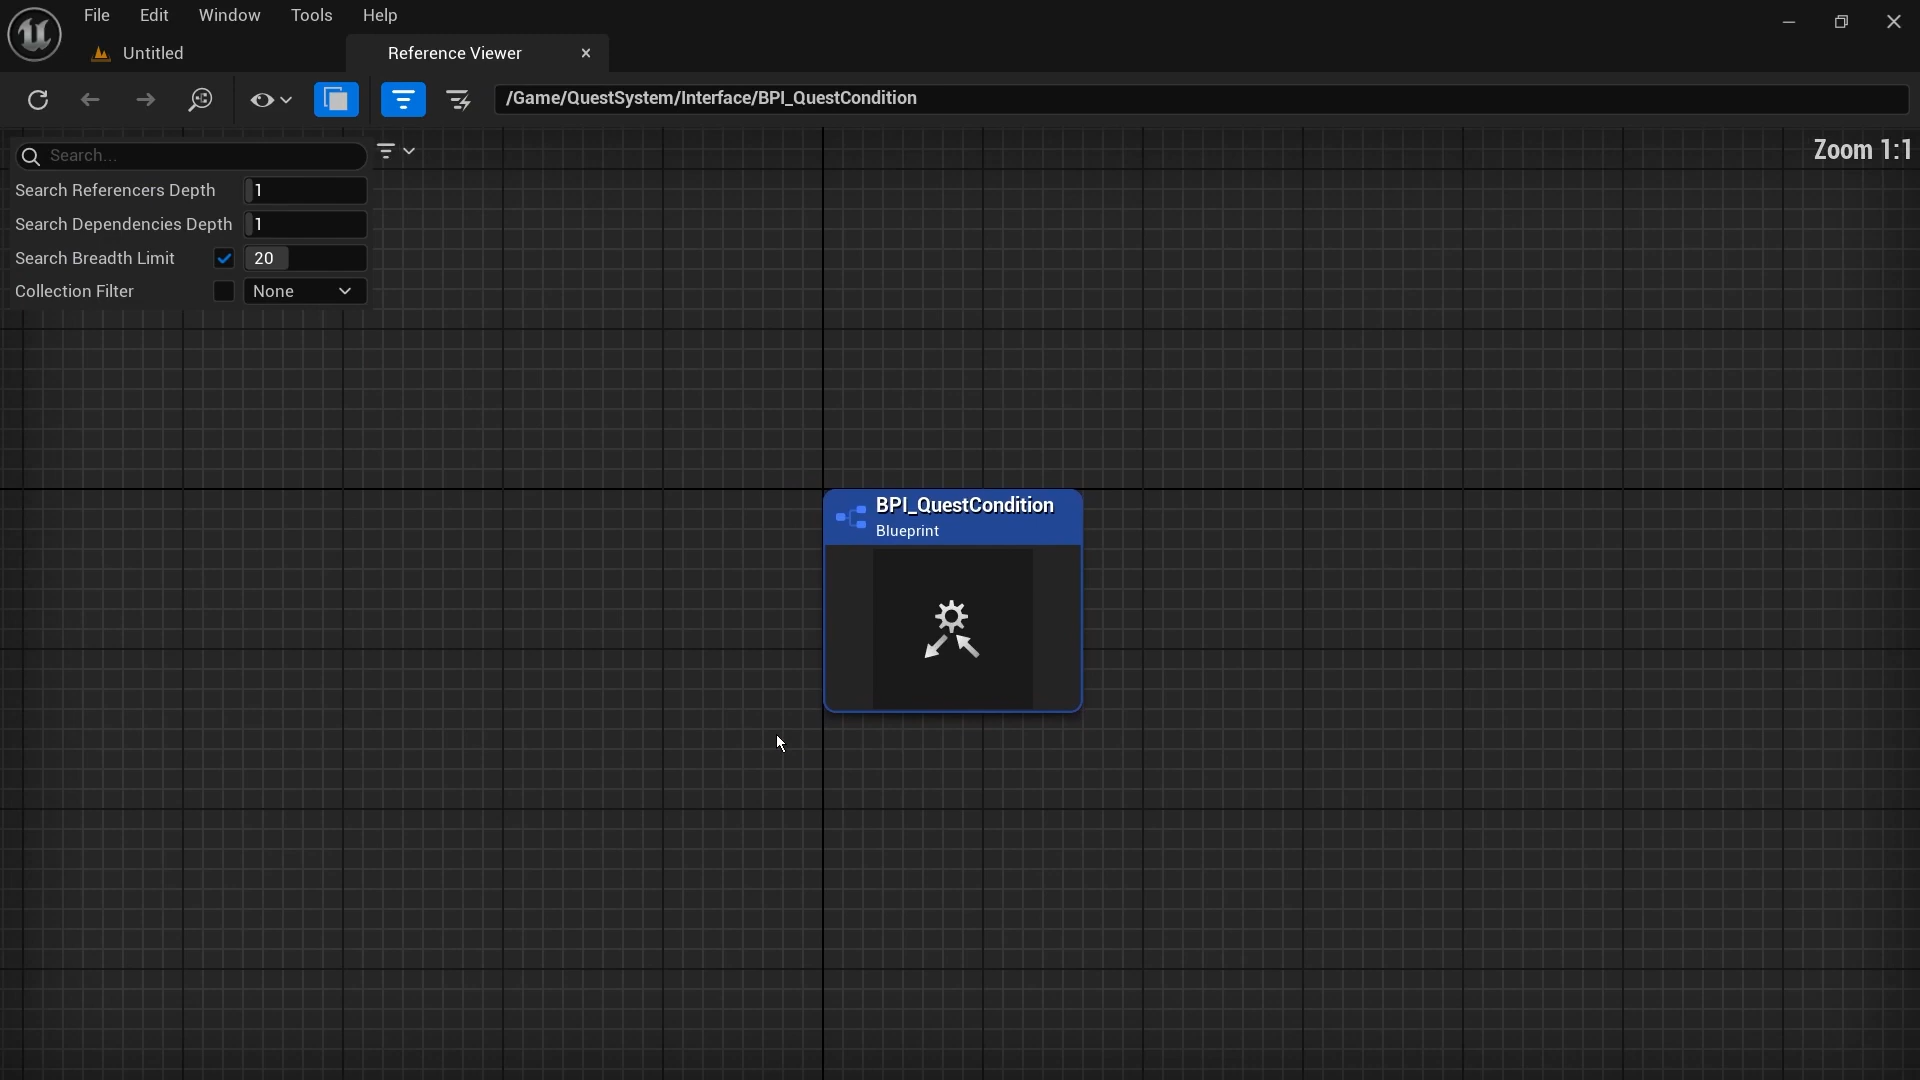 File Edit Window Tools Help
Untitled
Reference Viewer
/Game/QuestSystem/Interface/BPI_QuestCondition
Search...
Zoom 1:1
Search Referencers Depth 1
Search Dependencies Depth 1
Search Breadth Limit 20
Collection Filter None
BPI_QuestCondition
Blueprint